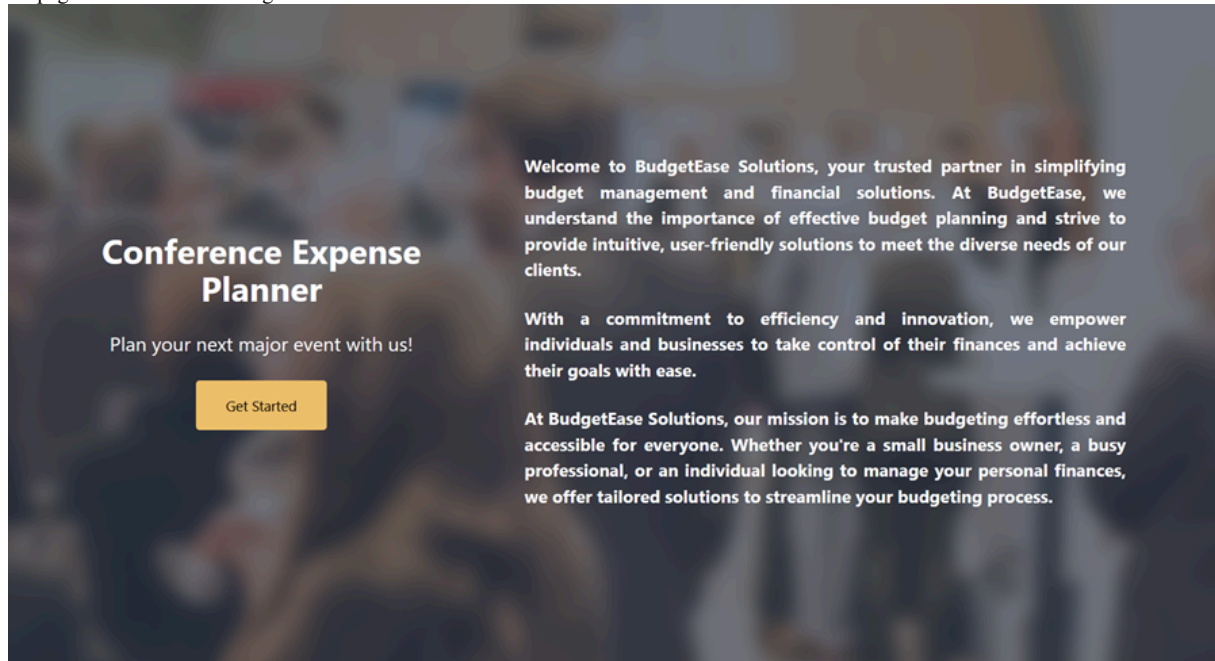 Conference Expense
Planner
Plan your next major event with us!
Get Started
Welcome to BudgetEase Solutions, your trusted partner in simplifying
budget management and financial solutions. At BudgetEase, we
understand the importance of effective budget planning and strive to
provide intuitive, user-friendly solutions to meet the diverse needs of our
clients.
With a commitment to efficiency and innovation, we empower
individuals and businesses to take control of their finances and achieve
their goals with ease.
At BudgetEase Solutions, our mission is to make budgeting effortless and
accessible for everyone. Whether you're a small business owner, a busy
professional, or an individual looking to manage your personal finances,
we offer tailored solutions to streamline your budgeting process.